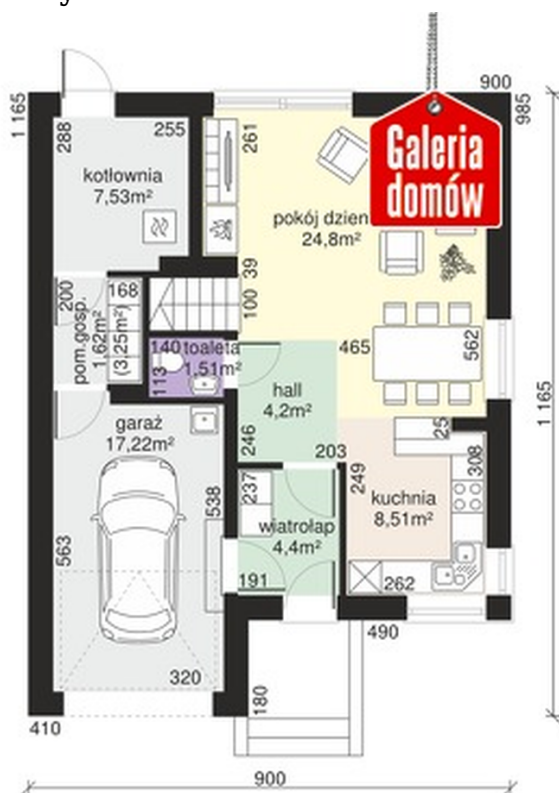 900
1 165
985
288
255
261
kotłownia
7,53m²
Galeria
domów
pokój dzien
24,8m²
39
100
200
168
pom.gosp.
1,62m²
(3,25m²)
140 toaleta
113
1,51m²
465
562
hall
4,2m²
246
203
25
garaż
17,22m²
249
308
kuchnia
8,51m²
237
wiatrołap
4,4m²
538
563
191
262
1 165
490
320
180
410
900